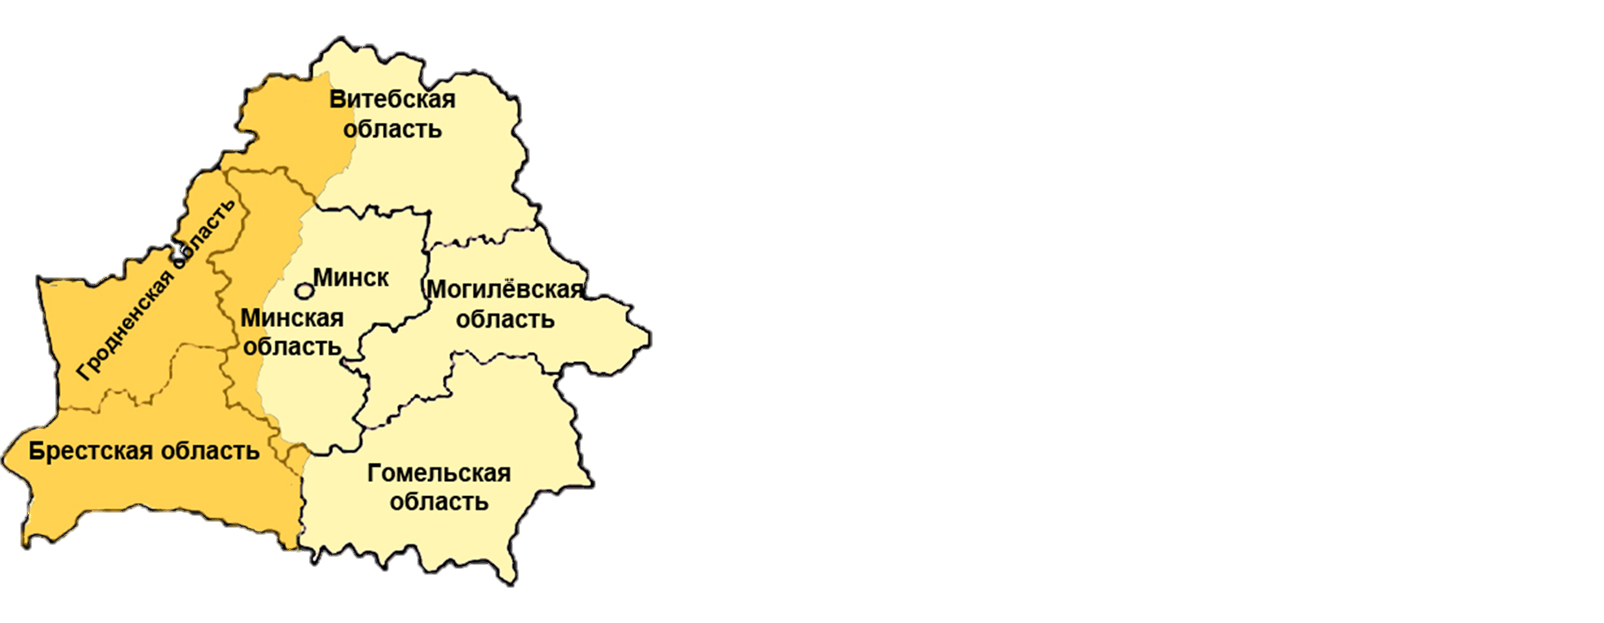 Витебская
область
Гродненская область
Минск
Минская
область
Могилёвская
область
Брестская область
Гомельская
область